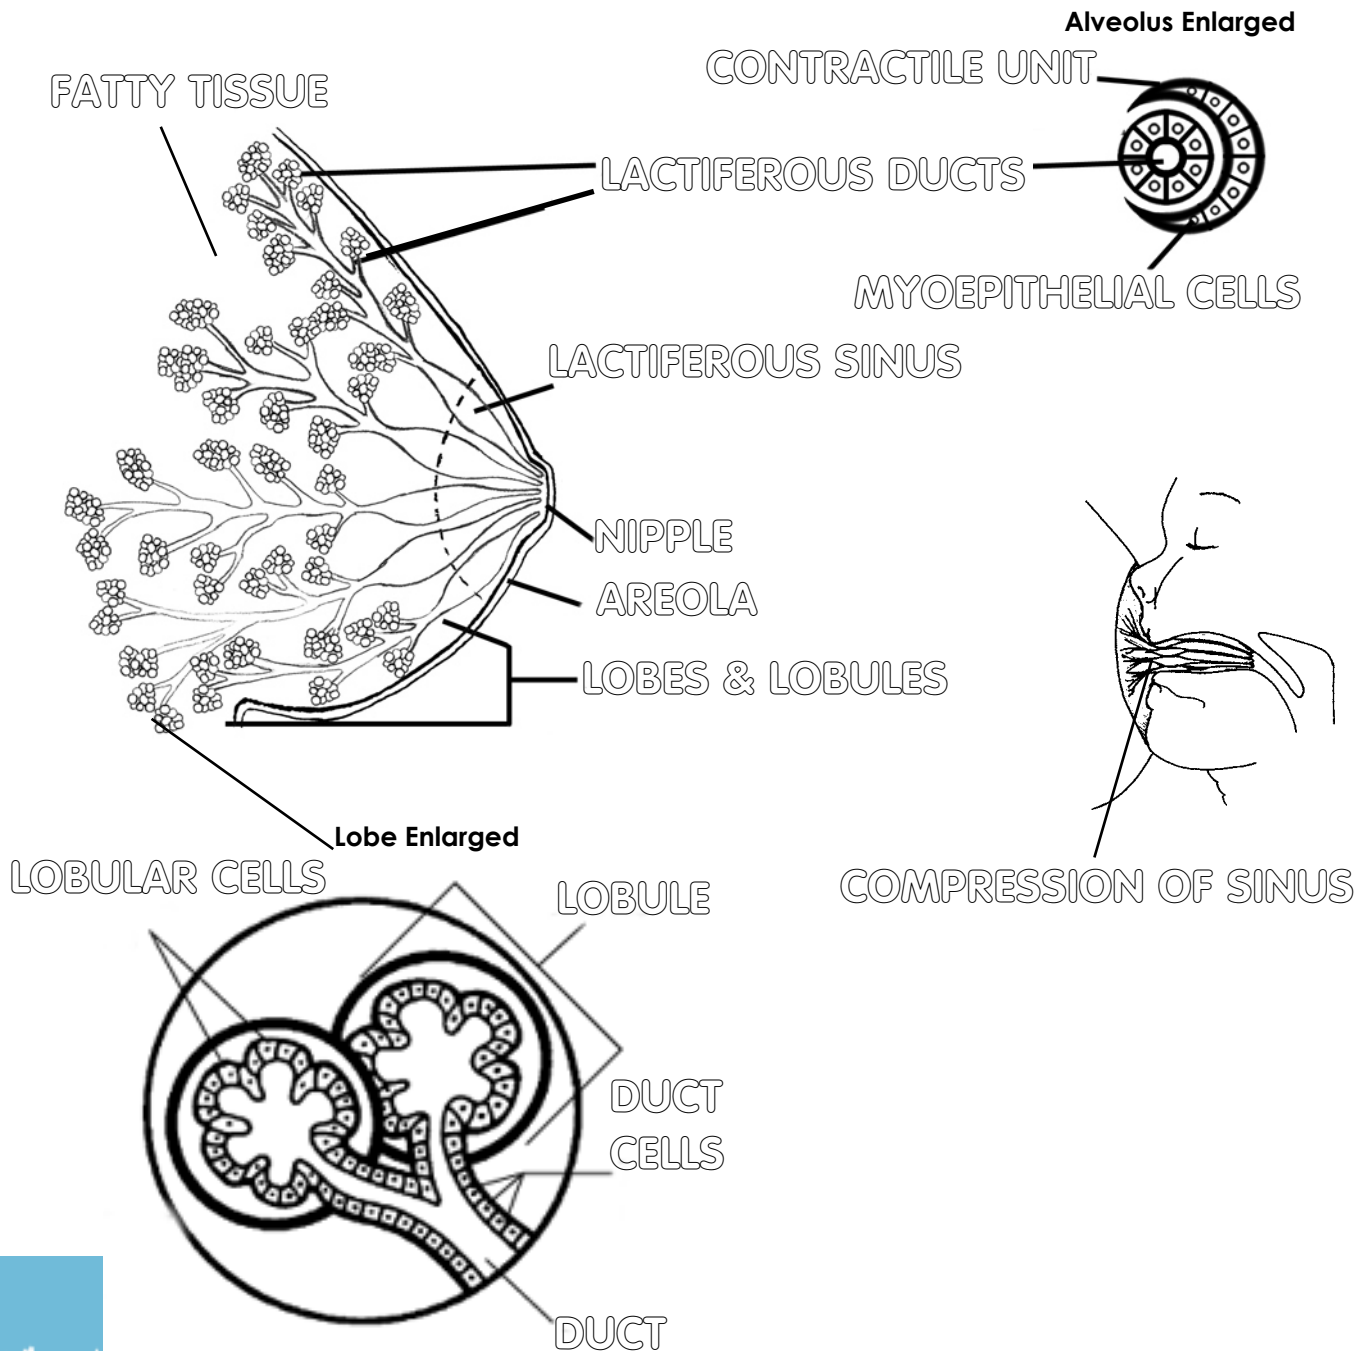 Alveolus Enlarged
CONTRACTILE UNIT
FATTY TISSUE
LACTIFEROUS DUCTS
MYOEPITHELIAL CELLS
LACTIFEROUS SINUS
NIPPLE
AREOLA
LOBES & LOBULES
Lobe Enlarged
LOBULAR CELLS
LOBULE
COMPRESSION OF SINUS
DUCT
CELLS
DUCT